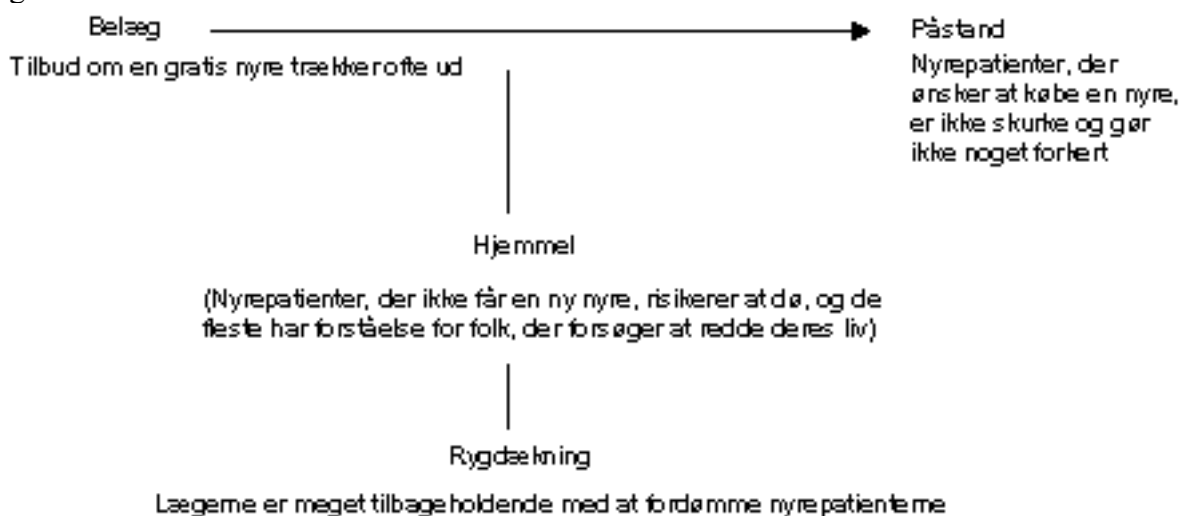 Belæg
Påstand
Tilbud om en gratis nyre trækker ofte ud
Nyrepatienter, der
ønsker at købe en nyre,
er ikke skurke og gør
ikke noget forkert
Hjemmel
(Nyrepatienter, der ikke får en ny nyre, risikerer at dø, og de
fleste har forståelse for folk, der forsøger at redde deres liv)
Rygdækning
Lægerne er meget tilbageholdende med at fordømme nyrepatienterne